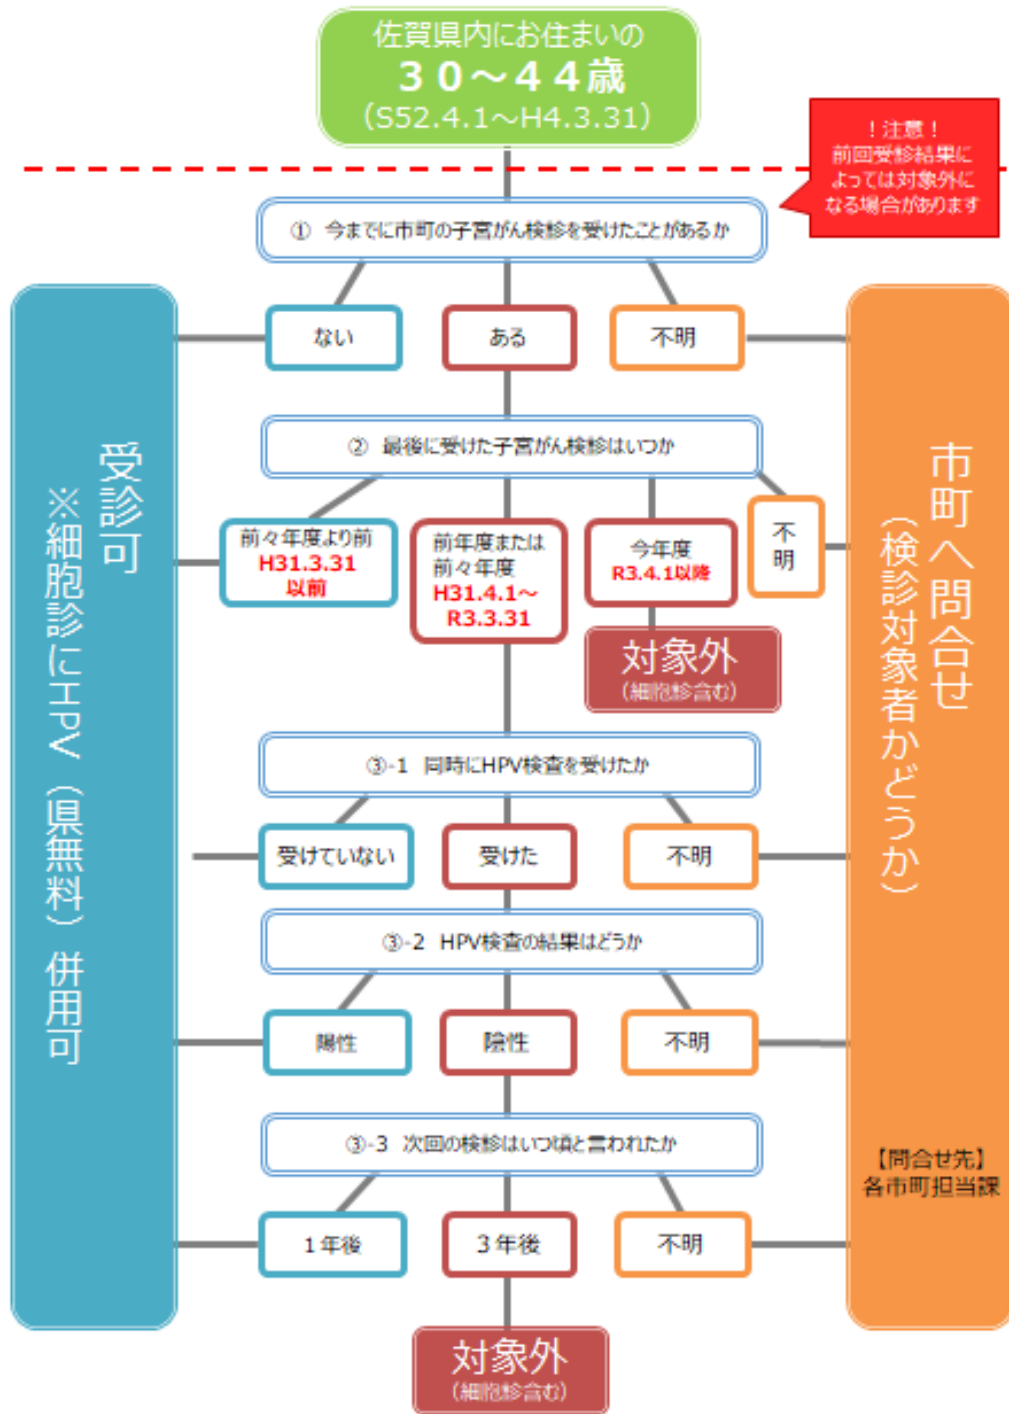 佐賀県内にお住まいの
３０～４４歳
（S52.4.1～H4.3.31）
！注意！
前回受診結果に
よっては対象外に
なる場合があります
① 今までに市町の子宮がん検診を受けたことがあるか
ない
ある
不明
② 最後に受けた子宮がん検診はいつか
前々年度より前
H31.3.31
以前
前年度または
前々年度
H31.4.1～
R3.3.31
今年度
R3.4.1以降
不明
対象外
（細胞診含む）
③-1 同時にHPV検査を受けたか
受けていない
受けた
不明
③-2 HPV検査の結果はどうか
陽性
陰性
不明
③-3 次回の検診はいつ頃と言われたか
１年後
３年後
不明
対象外
（細胞診含む）
受診可
※細胞診にHPV（県無料）併用可
市町へ問合せ
（検診対象者かどうか）
【問合せ先】
各市町担当課